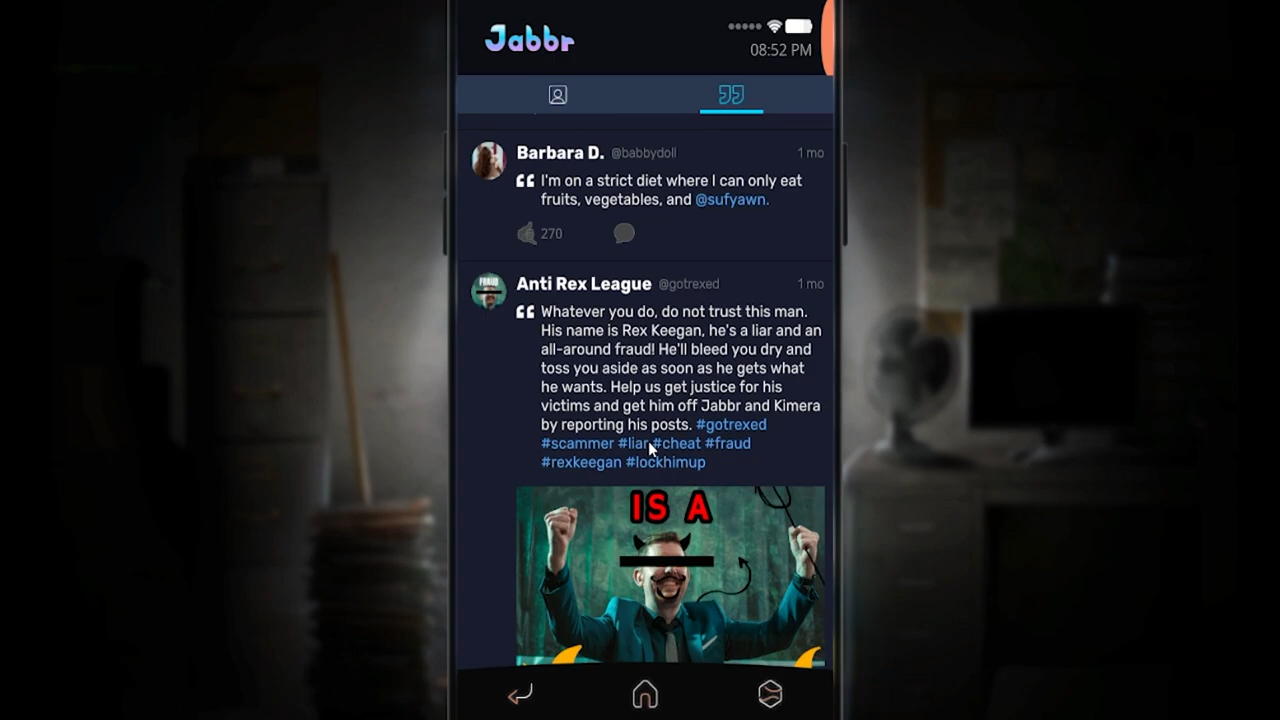 Jabbr
08:52 PM
Barbara D. @babbydoll 1 mo
I'm on a strict diet where I can only eat
fruits, vegetables, and @sufyawn.
270
FRAUD
Anti Rex League @gotrexed 1 mo
Whatever you do, do not trust this man.
His name is Rex Keegan, he's a liar and an
all-around fraud! He'll bleed you dry and
toss you aside as soon as he gets what
he wants. Help us get justice for his
victims and get him off Jabbr and Kimera
by reporting his posts. #gotrexed
#scammer #liar #cheat #fraud
#rexkeegan #lockhimup
IS A